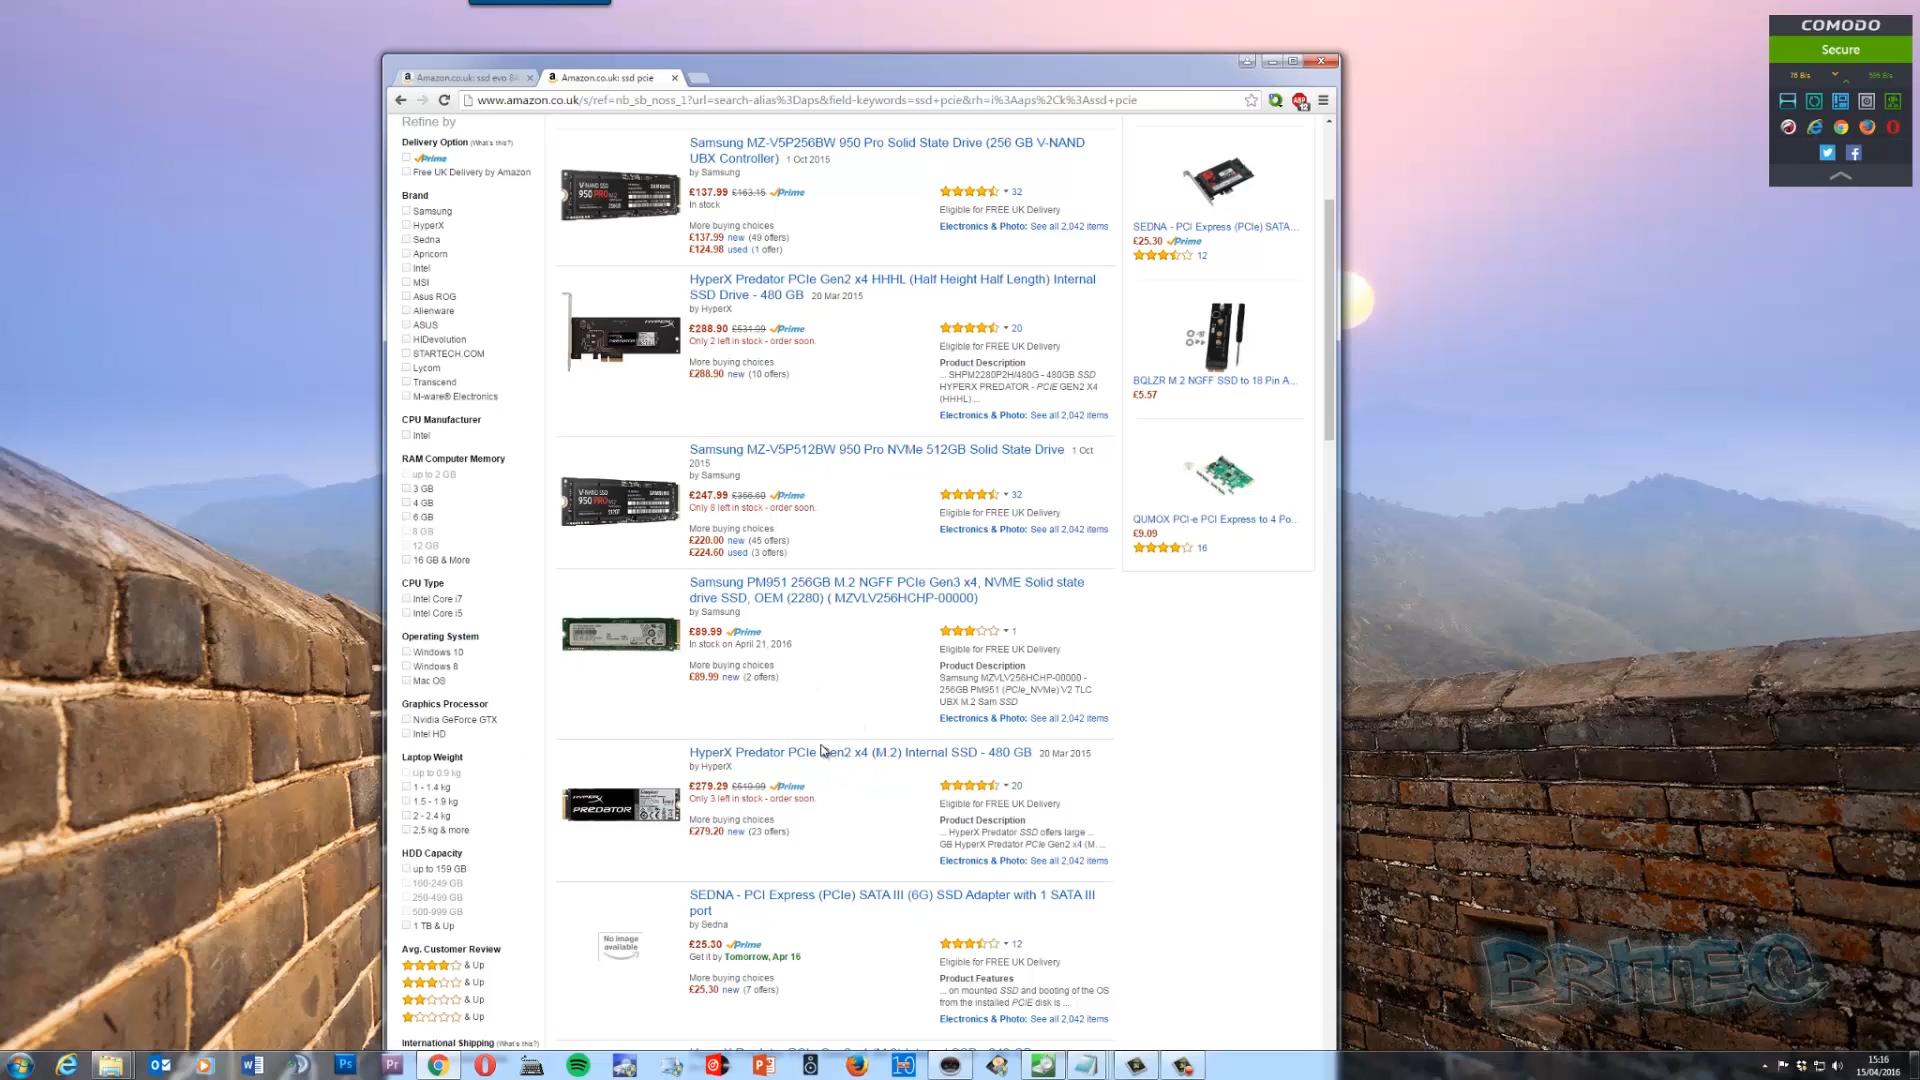 COMODO
Secure
Amazon.co.uk: ssd evo 84
Amazon.co.uk: ssd pcie
www.amazon.co.uk/s/ref=nb_sb_noss_1?url=search-alias%3Daps&field-keywords=ssd+pcie&rh=i%3Aaps%2Ck%3Assd+pcie
Refine by
Delivery Option (What's this?)
Prime
Free UK Delivery by Amazon
Brand
Samsung
HyperX
Sedna
Apricorn
Intel
MSI
Asus ROG
Alienware
ASUS
HIDevolution
STARTECH.COM
Lycom
Transcend
M-ware® Electronics
CPU Manufacturer
Intel
RAM Computer Memory
up to 2 GB
3 GB
4 GB
6 GB
8 GB
12 GB
16 GB & More
CPU Type
Intel Core i7
Intel Core i5
Operating System
Windows 10
Windows 8
Mac OS
Graphics Processor
Nvidia GeForce GTX
Intel HD
Laptop Weight
Up to 0.9 kg
1 - 1.4 kg
1.5 - 1.9 kg
2 - 2.4 kg
2.5 kg & more
HDD Capacity
up to 159 GB
160-249 GB
250-499 GB
500-999 GB
1 TB & Up
Avg. Customer Review
& Up
& Up
& Up
& Up
International Shipping (What's this?)
Samsung MZ-V5P256BW 950 Pro Solid State Drive (256 GB V-NAND
UBX Controller) 1 Oct 2015
by Samsung
£137.99 £163.15 Prime
In stock
More buying choices
£137.99 new (49 offers)
£124.98 used (1 offer)
32
Eligible for FREE UK Delivery
Electronics & Photo: See all 2,042 items
HyperX Predator PCIe Gen2 x4 HHHL (Half Height Half Length) Internal
SSD Drive - 480 GB 20 Mar 2015
by HyperX
£288.90 £531.99 Prime
Only 2 left in stock - order soon.
More buying choices
£288.90 new (10 offers)
20
Eligible for FREE UK Delivery
Product Description
... SHPM2280P2H/480G - 480GB SSD
HYPERX PREDATOR - PCIE GEN2 X4
(HHHL)...
Electronics & Photo: See all 2,042 items
Samsung MZ-V5P512BW 950 Pro NVMe 512GB Solid State Drive 1 Oct
2015
by Samsung
£247.99 £356.60 Prime
Only 8 left in stock - order soon.
More buying choices
£220.00 new (45 offers)
£224.60 used (3 offers)
32
Eligible for FREE UK Delivery
Electronics & Photo: See all 2,042 items
Samsung PM951 256GB M.2 NGFF PCIe Gen3 x4, NVME Solid state
drive SSD, OEM (2280) ( MZVLV256HCHP-00000)
by Samsung
£89.99 Prime
In stock on April 21, 2016
More buying choices
£89.99 new (2 offers)
1
Eligible for FREE UK Delivery
Product Description
Samsung MZVLV256HCHP-00000 -
256GB PM951 (PCIe_NVMe) V2 TLC
UBX M.2 Sam SSD
Electronics & Photo: See all 2,042 items
HyperX Predator PCIe Gen2 x4 (M.2) Internal SSD - 480 GB 20 Mar 2015
by HyperX
£279.29 £519.99 Prime
Only 3 left in stock - order soon.
More buying choices
£279.20 new (23 offers)
20
Eligible for FREE UK Delivery
Product Description
... HyperX Predator SSD offers large ...
GB HyperX Predator PCIe Gen2 x4 (M. ...
Electronics & Photo: See all 2,042 items
SEDNA - PCI Express (PCIe) SATA III (6G) SSD Adapter with 1 SATA III
port
by Sedna
No image
available
£25.30 Prime
Get it by Tomorrow, Apr 16
More buying choices
£25.30 new (7 offers)
12
Eligible for FREE UK Delivery
Product Features
... on mounted SSD and booting of the OS
from the installed PCIE disk is ...
Electronics & Photo: See all 2,042 items
SEDNA - PCI Express (PCIe) SATA...
£25.30 Prime
12
BQLZR M.2 NGFF SSD to 18 Pin A...
£5.57
QUMOX PCI-e PCI Express to 4 Po...
£9.09
16
BRITEC
15:16
15/04/2016